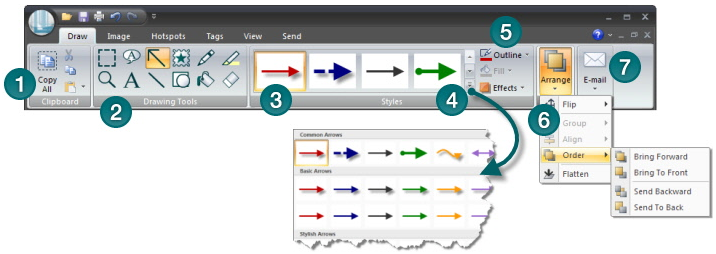 Draw Image Hotspots Tags View Send
Copy All
Clipboard
A
Drawing Tools
Styles
Outline
Fill
Effects
Arrange
E-mail
1
2
3
4
5
6
7
Flip
Group
Align
Order
Flatten
Bring Forward
Bring To Front
Send Backward
Send To Back
Common Arrows
Basic Arrows
Stylish Arrows